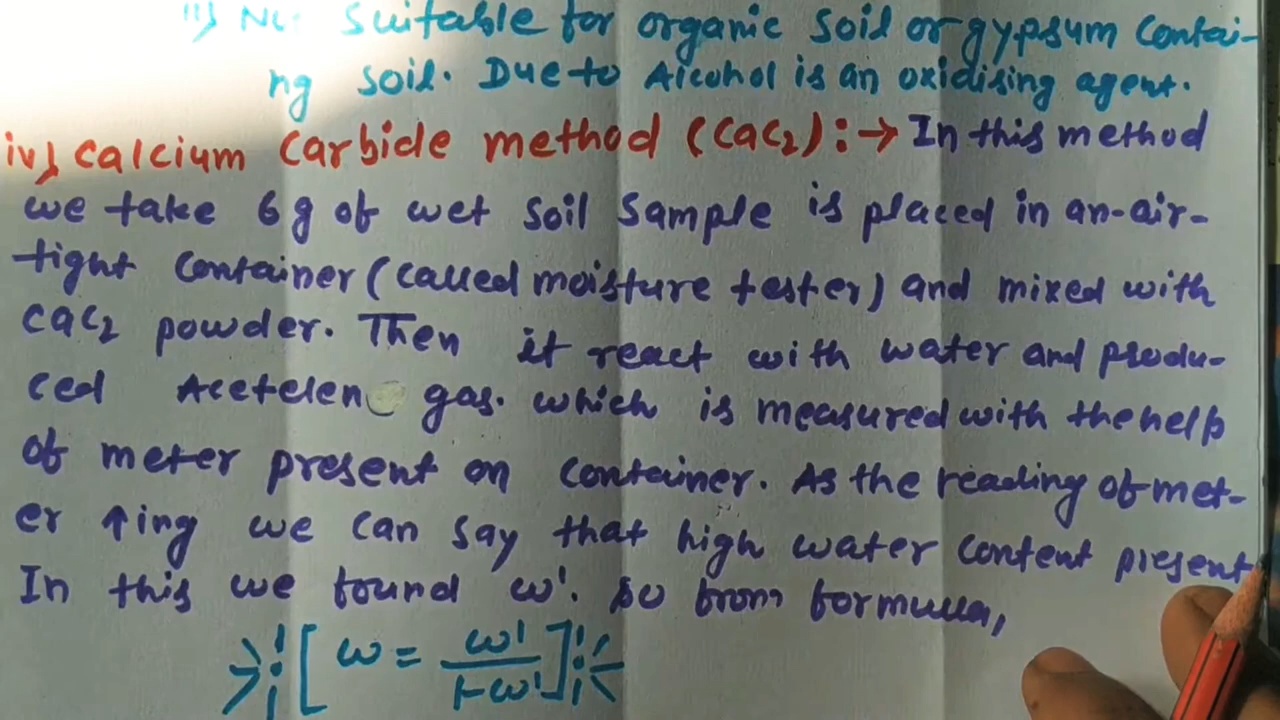 ii) suitable for organic soil or gypsum contai-
ng soil. Due to Alcohol is an oxidising agent.
iv) Calcium Carbide method (CaC₂):→ In this method
we take 6g of wet soil sample is placed in an-air-
tight container (called moisture tester) and mixed with
CaC₂ powder. Then it react with water and produ-
ced Acetelene gas. which is measured with the help
of meter present on container. As the reading of met-
er ↑ing we can say that high water content present
In this we found w'. so from formula,
[ w = w'/1-w' ]